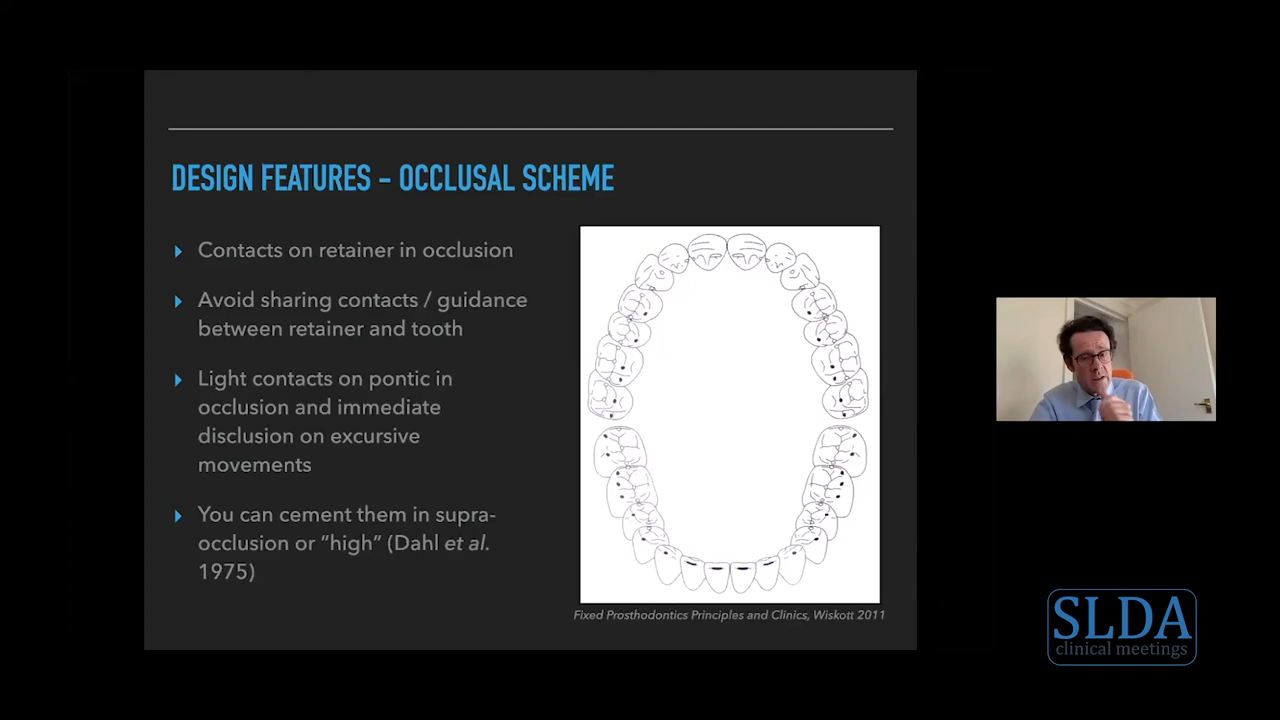 DESIGN FEATURES - OCCLUSAL SCHEME
Contacts on retainer in occlusion
Avoid sharing contacts / guidance
between retainer and tooth
Light contacts on pontic in
occlusion and immediate
disclusion on excursive
movements
You can cement them in supra-
occlusion or “high” (Dahl et al.
1975)
Fixed Prosthodontics Principles and Clinics, Wiskott 2011
SLDA
clinical meetings